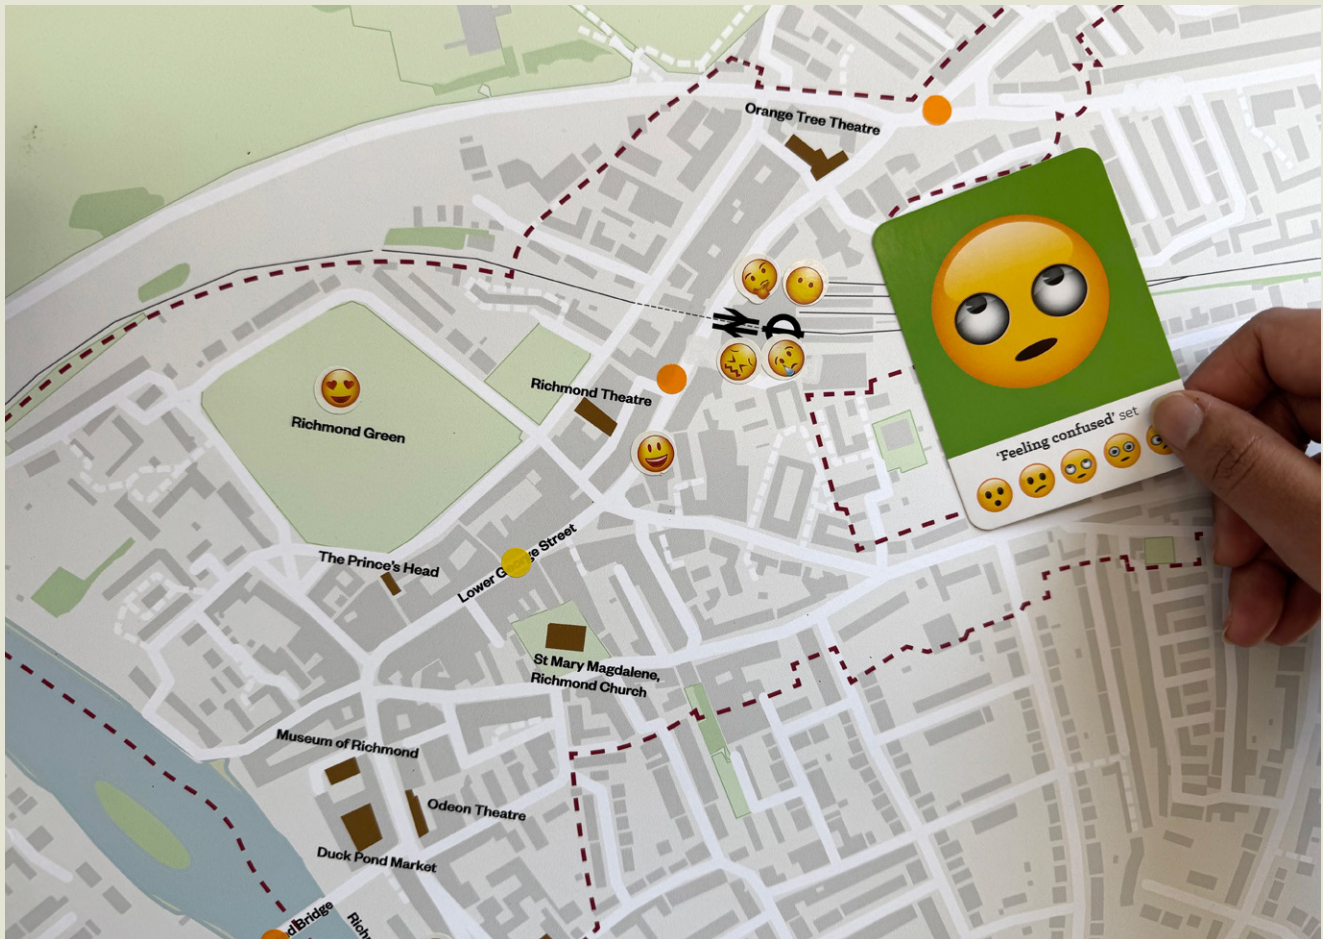 Orange Tree Theatre
Richmond Theatre
Richmond Green
'Feeling confused' set
The Prince's Head
Lower Street
St Mary Magdalene,
Richmond Church
Museum of Richmond
Odeon Theatre
Duck Pond Market
Bridge